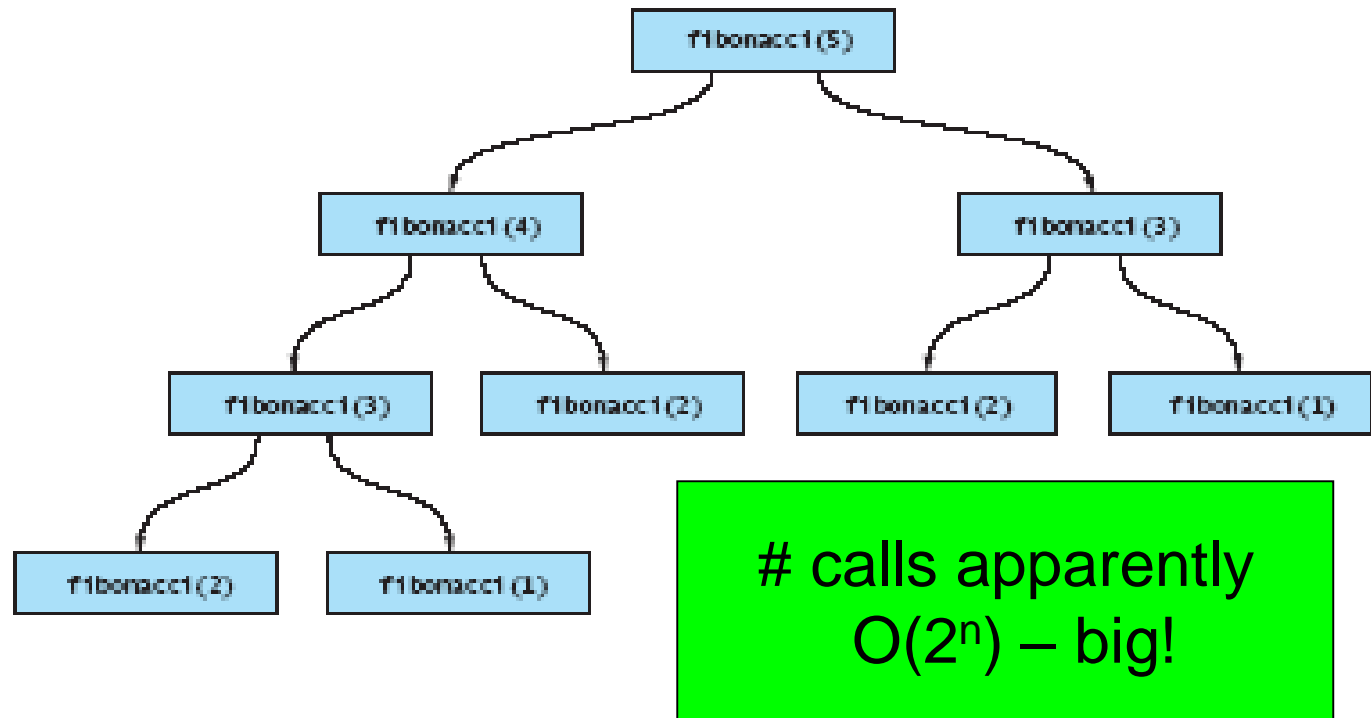 fibonacci(5)
fibonacci(4)
fibonacci(3)
fibonacci(3)
fibonacci(2)
fibonacci(2)
fibonacci(1)
fibonacci(2)
fibonacci(1)
# calls apparently
O(2ⁿ) – big!